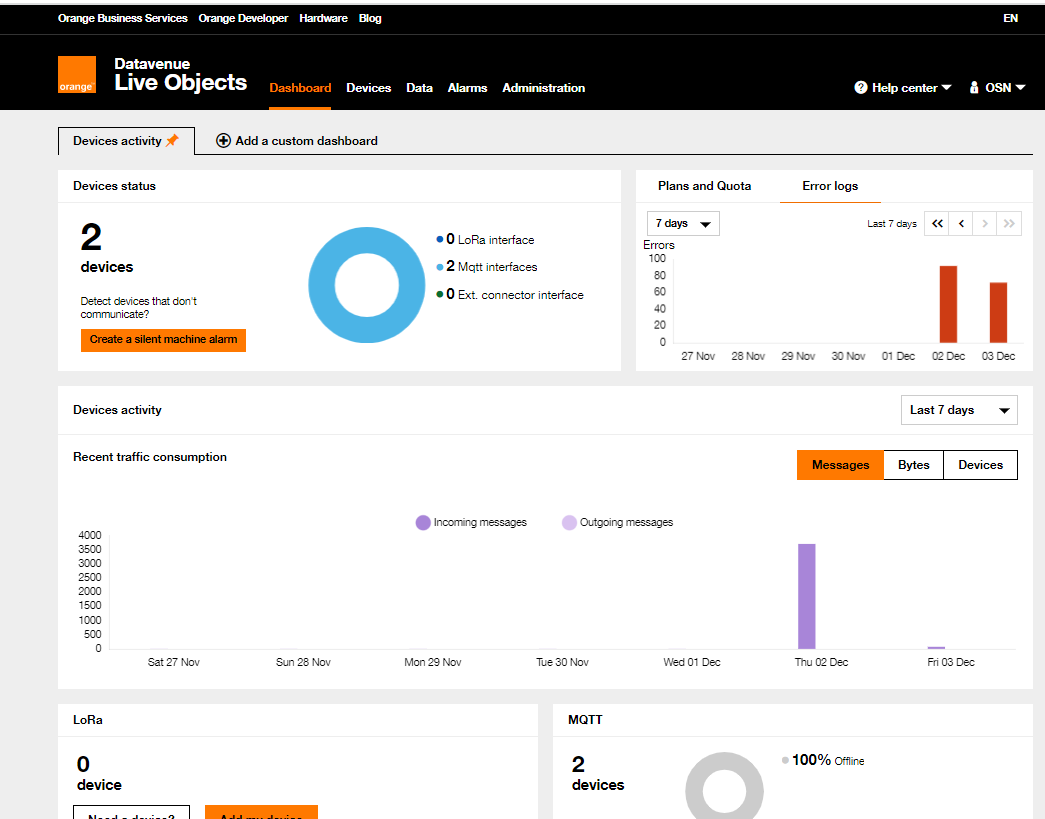 Orange Business Services Orange Developer Hardware Blog EN
Datavenue
Live Objects
orange™
Dashboard Devices Data Alarms Administration
? Help center OSN
Devices activity
Add a custom dashboard
Devices status
2
devices
Detect devices that don't
communicate?
Create a silent machine alarm
0 LoRa interface
2 Mqtt interfaces
0 Ext. connector interface
Plans and Quota Error logs
7 days
Last 7 days << < > >>
Errors
100
80
60
40
20
0
27 Nov 28 Nov 29 Nov 30 Nov 01 Dec 02 Dec 03 Dec
Devices activity
Last 7 days
Recent traffic consumption
Messages Bytes Devices
Incoming messages Outgoing messages
4000
3500
3000
2500
2000
1500
1000
500
0
Sat 27 Nov Sun 28 Nov Mon 29 Nov Tue 30 Nov Wed 01 Dec Thu 02 Dec Fri 03 Dec
LoRa
0
device
Need a device? Add my device
MQTT
2
devices
100% Offline